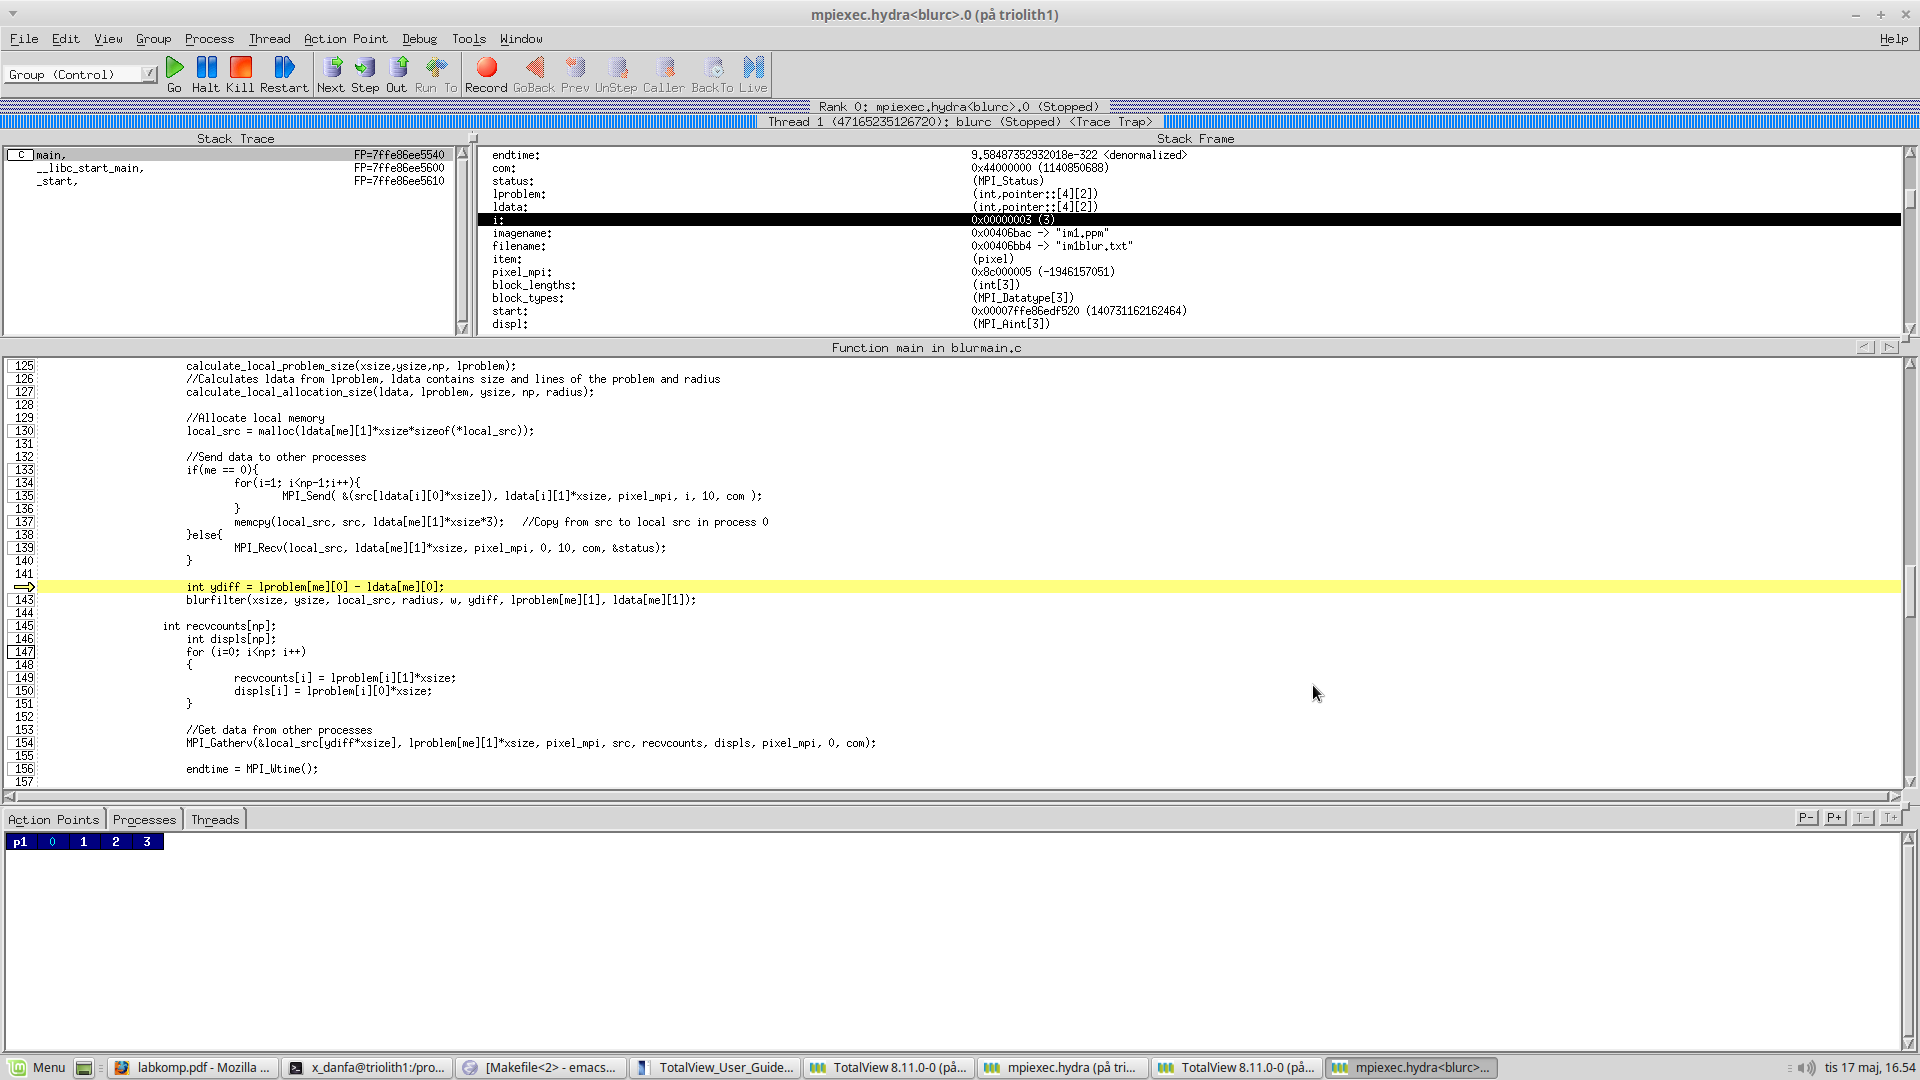 mpiexec.hydra<blurc>.0 (på triolith1)
File Edit View Group Process Thread Action Point Debug Tools Window Help
Group (Control) Go Halt Kill Restart Next Step Out Run To Record GoBack Prev UnStep Caller BackTo Live
Rank 0: mpiexec.hydra<blurc>.0 (Stopped)
Thread 1 (47165235126720): blurc (Stopped) <Trace Trap>
Stack Trace
C main, FP=7ffe86ee5540
__libc_start_main, FP=7ffe86ee5600
_start, FP=7ffe86ee5610
Stack Frame
endtime: 9.58487352932018e-322 <denormalized>
com: 0x44000000 (1140850688)
status: (MPI_Status)
lproblem: (int,pointer::[4][2])
ldata: (int,pointer::[4][2])
i: 0x00000003 (3)
imagename: 0x00406bac -> "im1.ppm"
filename: 0x00406bb4 -> "im1blur.txt"
item: (pixel)
pixel_mpi: 0x8c000005 (-1946157051)
block_lengths: (int[3])
block_types: (MPI_Datatype[3])
start: 0x00007ffe86edf520 (140731162162464)
displ: (MPI_Aint[3])
Function main in blurmain.c
125 calculate_local_problem_size(xsize,ysize,np, lproblem);
126 //Calculates ldata from lproblem, ldata contains size and lines of the problem and radius
127 calculate_local_allocation_size(ldata, lproblem, ysize, np, radius);
128
129 //Allocate local memory
130 local_src = malloc(ldata[me][1]*xsize*sizeof(*local_src));
131
132 //Send data to other processes
133 if(me == 0){
134 for(i=1; i<np-1;i++){
135 MPI_Send( &(src[ldata[i][0]*xsize]), ldata[i][1]*xsize, pixel_mpi, i, 10, com );
136 }
137 memcpy(local_src, src, ldata[me][1]*xsize*3); //Copy from src to local src in process 0
138 }else{
139 MPI_Recv(local_src, ldata[me][1]*xsize, pixel_mpi, 0, 10, com, &status);
140 }
141
int ydiff = lproblem[me][0] - ldata[me][0];
143 blurfilter(xsize, ysize, local_src, radius, w, ydiff, lproblem[me][1], ldata[me][1]);
144
145 int recvcounts[np];
146 int displs[np];
147 for (i=0; i<np; i++)
148 {
149 recvcounts[i] = lproblem[i][1]*xsize;
150 displs[i] = lproblem[i][0]*xsize;
151 }
152
153 //Get data from other processes
154 MPI_Gatherv(&local_src[ydiff*xsize], lproblem[me][1]*xsize, pixel_mpi, src, recvcounts, displs, pixel_mpi, 0, com);
155
156 endtime = MPI_Wtime();
157
Action Points Processes Threads P- P+ T- T+
p1 0 1 2 3
Menu labkomp.pdf - Mozilla ... x_danfa@triolith1:/pro... [Makefile<2> - emacs... TotalView_User_Guide... TotalView 8.11.0-0 (på... mpiexec.hydra (på tri... TotalView 8.11.0-0 (på... mpiexec.hydra<blurc>... tis 17 maj, 16.54